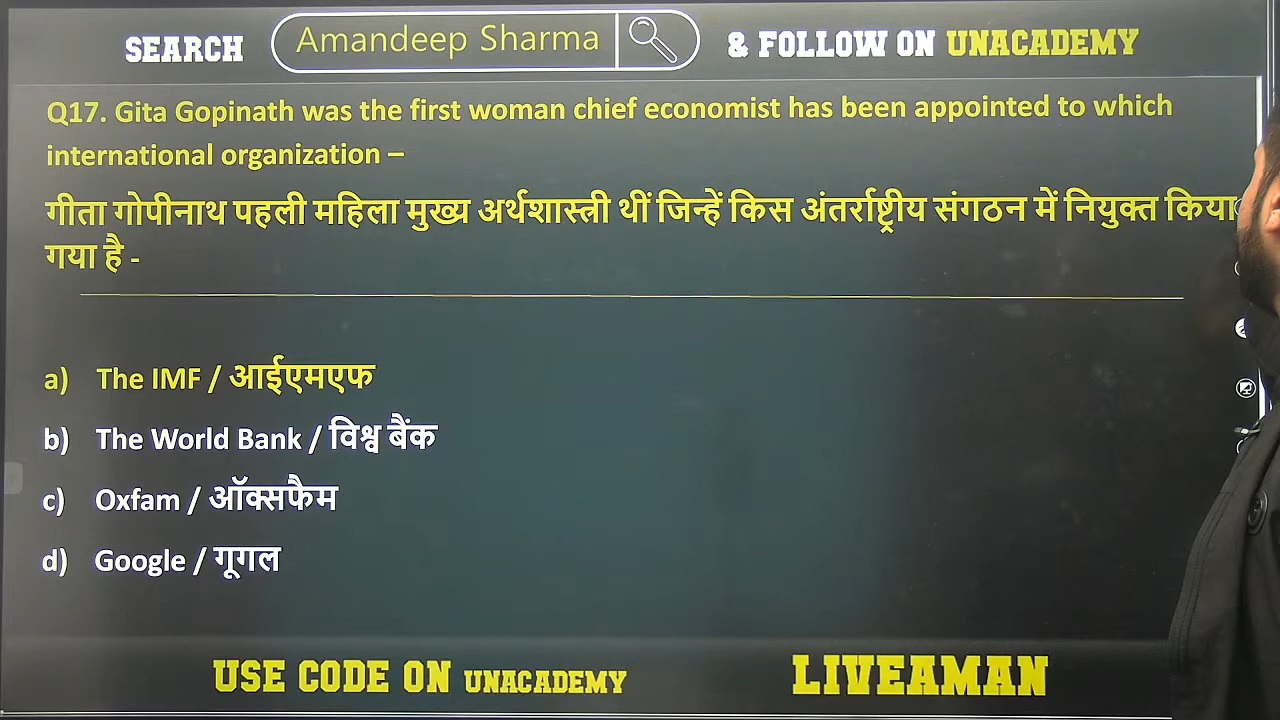 SEARCH Amandeep Sharma & FOLLOW ON UNACADEMY
Q17. Gita Gopinath was the first woman chief economist has been appointed to which
international organization –
गीता गोपीनाथ पहली महिला मुख्य अर्थशास्त्री थीं जिन्हें किस अंतर्राष्ट्रीय संगठन में नियुक्त किया
गया है -
a) The IMF / आईएमएफ
b) The World Bank / विश्व बैंक
c) Oxfam / ऑक्सफैम
d) Google / गूगल
USE CODE ON UNACADEMY LIVEAMAN